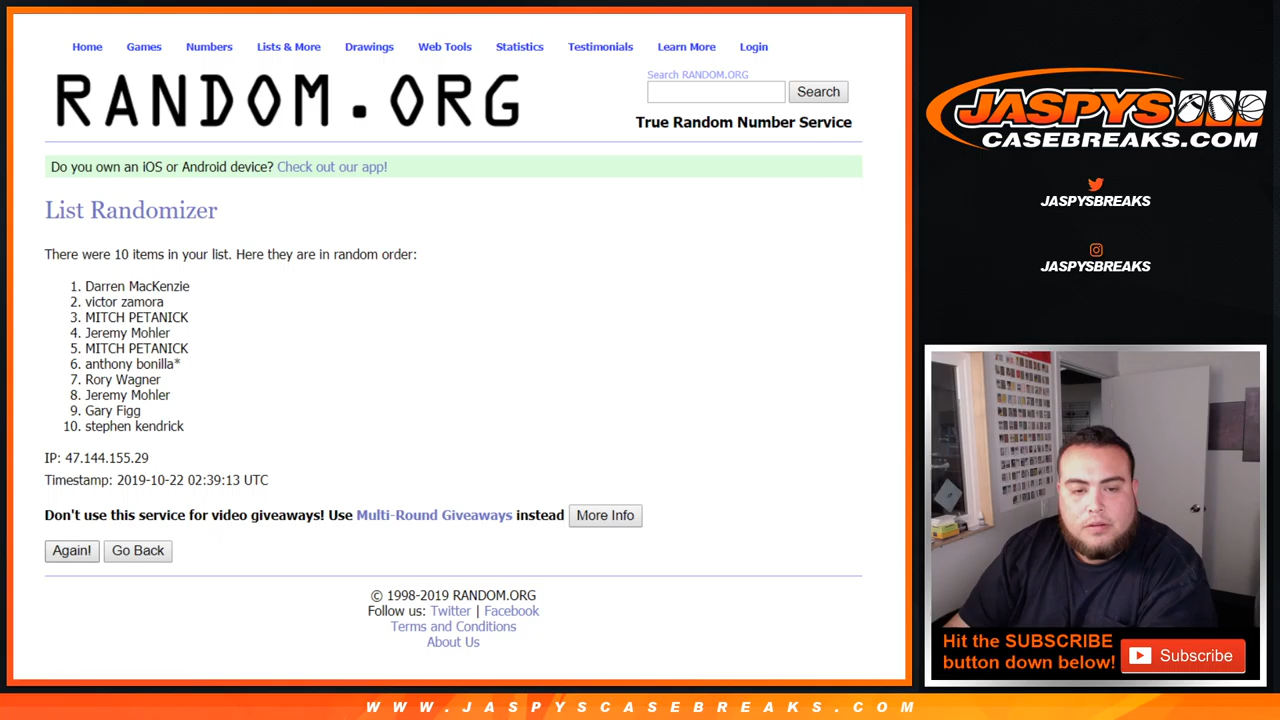 Home Games Numbers Lists & More Drawings Web Tools Statistics Testimonials Learn More Login
RANDOM.ORG
Search RANDOM.ORG
Search
True Random Number Service
Do you own an iOS or Android device? Check out our app!
List Randomizer
There were 10 items in your list. Here they are in random order:
1. Darren MacKenzie
2. victor zamora
3. MITCH PETANICK
4. Jeremy Mohler
5. MITCH PETANICK
6. anthony bonilla*
7. Rory Wagner
8. Jeremy Mohler
9. Gary Figg
10. stephen kendrick
IP: 47.144.155.29
Timestamp: 2019-10-22 02:39:13 UTC
Don't use this service for video giveaways! Use Multi-Round Giveaways instead More Info
Again! Go Back
© 1998-2019 RANDOM.ORG
Follow us: Twitter | Facebook
Terms and Conditions
About Us
JASPYS
CASEBREAKS.COM
JASPYSBREAKS
JASPYSBREAKS
Hit the SUBSCRIBE
button down below!
Subscribe
WWW.JASPYSCASEBREAKS.COM